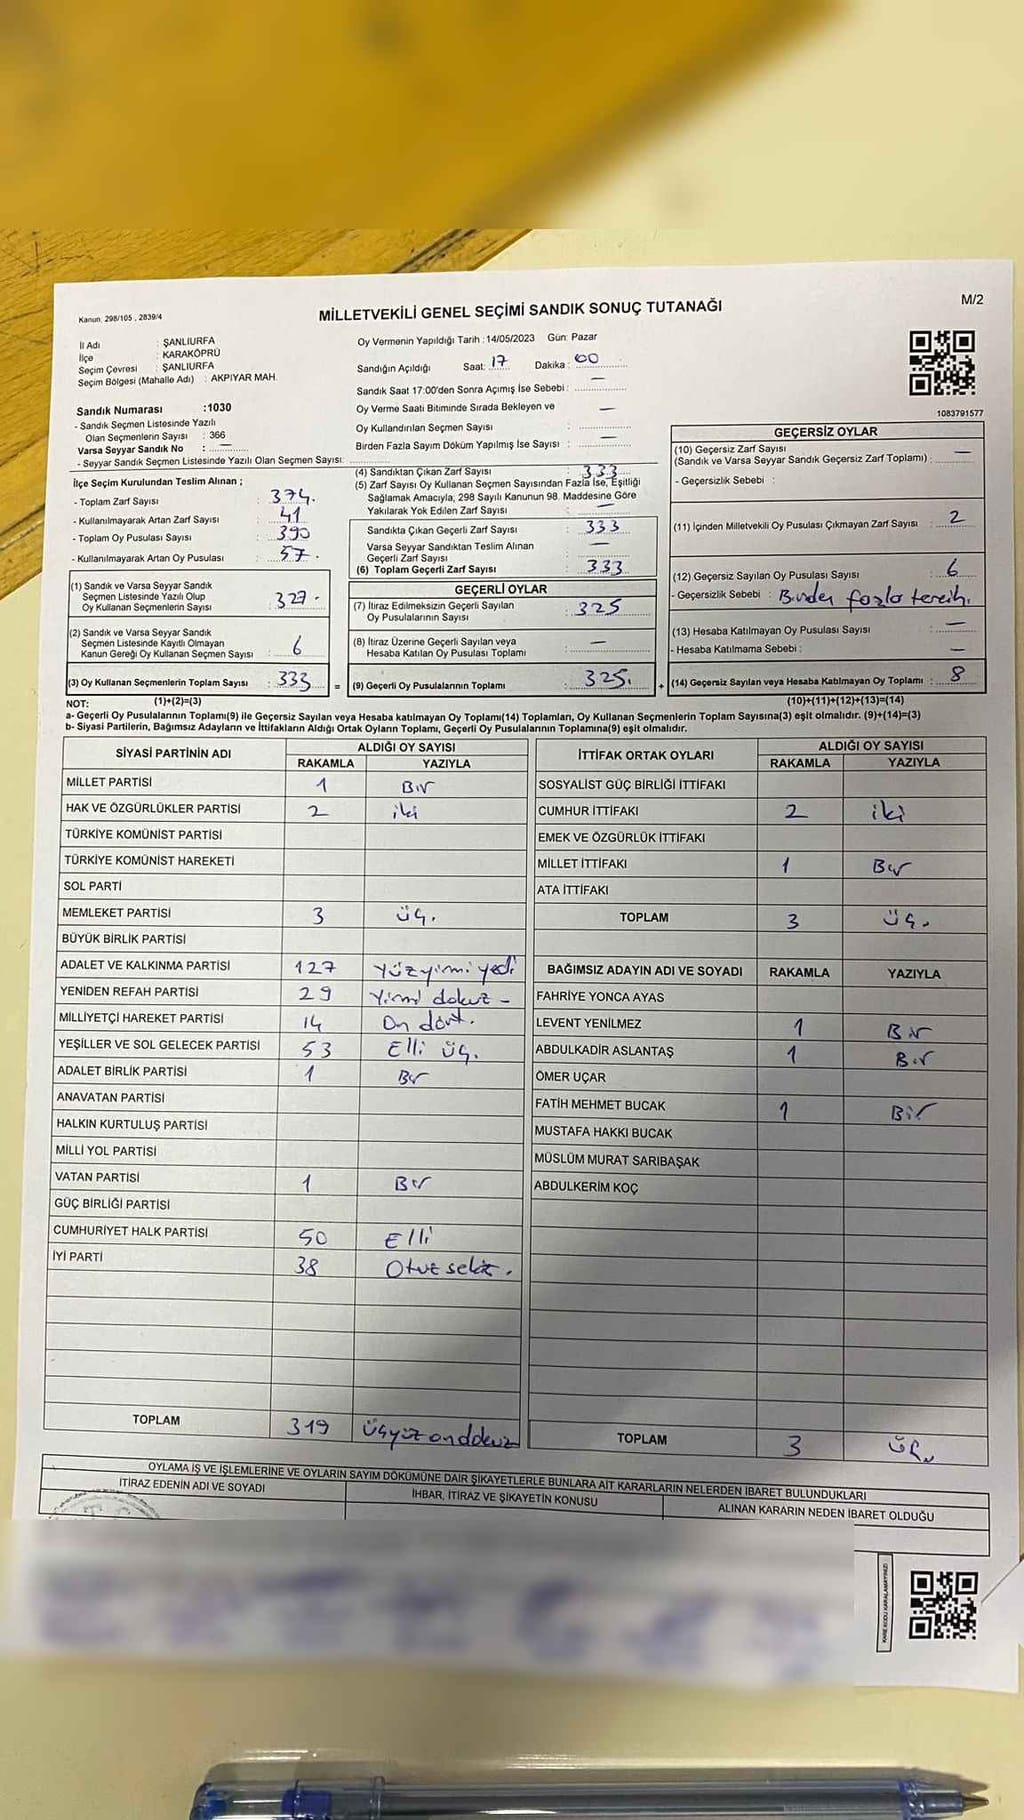 MİLLETVEKİLİ GENEL SEÇİMİ SANDIK SONUÇ TUTANAĞI
M/2
Kanun: 298/105 , 2839/4
İl Adı : ŞANLIURFA
İlçe : KARAKÖPRÜ
Seçim Çevresi : ŞANLIURFA
Seçim Bölgesi (Mahalle Adı) : AKPIYAR MAH.
Sandık Numarası :1030
- Sandık Seçmen Listesinde Yazılı
Olan Seçmenlerin Sayısı : 366
Varsa Seyyar Sandık No : —
- Seyyar Sandık Seçmen Listesinde Yazılı Olan Seçmen Sayısı:
İlçe Seçim Kurulundan Teslim Alınan ;
- Toplam Zarf Sayısı : 374.
- Kullanılmayarak Artan Zarf Sayısı : 41
- Toplam Oy Pusulası Sayısı : 390
- Kullanılmayarak Artan Oy Pusulası : 57.
(1) Sandık ve Varsa Seyyar Sandık
Seçmen Listesinde Yazılı Olup
Oy Kullanan Seçmenlerin Sayısı : 327.
(2) Sandık ve Varsa Seyyar Sandık
Seçmen Listesinde Kayıtlı Olmayan
Kanun Gereği Oy Kullanan Seçmen Sayısı : 6
(3) Oy Kullanan Seçmenlerin Toplam Sayısı : 333
Oy Vermenin Yapıldığı Tarih :14/05/2023 Gün: Pazar
Sandığın Açıldığı Saat: 17 Dakika : 00
Sandık Saat 17:00'den Sonra Açımış İse Sebebi : —
Oy Verme Saati Bitiminde Sırada Bekleyen ve —
Oy Kullandırılan Seçmen Sayısı :
Birden Fazla Sayım Döküm Yapılmış İse Sayısı : —
(4) Sandıktan Çıkan Zarf Sayısı : 333
(5) Zarf Sayısı Oy Kullanan Seçmen Sayısından Fazla İse, Eşitliği
Sağlamak Amacıyla, 298 Sayılı Kanunun 98. Maddesine Göre
Yakılarak Yok Edilen Zarf Sayısı : —
Sandıkta Çıkan Geçerli Zarf Sayısı : 333
Varsa Seyyar Sandıktan Teslim Alınan —
Geçerli Zarf Sayısı
(6) Toplam Geçerli Zarf Sayısı : 333
GEÇERLİ OYLAR
(7) İtiraz Edilmeksizin Geçerli Sayılan
Oy Pusulalarının Sayısı : 325
(8) İtiraz Üzerine Geçerli Sayılan veya
Hesaba Katılan Oy Pusulası Toplamı : —
= (9) Geçerli Oy Pusulalarının Toplamı : 325.
1083791577
GEÇERSİZ OYLAR
(10) Geçersiz Zarf Sayısı —
(Sandık ve Varsa Seyyar Sandık Geçersiz Zarf Toplamı) :
- Geçersizlik Sebebi :
(11) İçinden Milletvekili Oy Pusulası Çıkmayan Zarf Sayısı : 2
(12) Geçersiz Sayılan Oy Pusulası Sayısı : 6
- Geçersizlik Sebebi : Birden fazla tercih.
(13) Hesaba Katılmayan Oy Pusulası Sayısı : —
- Hesaba Katılmama Sebebi : —
+ (14) Geçersiz Sayılan veya Hesaba Katılmayan Oy Toplamı : 8
NOT: (1)+(2)=(3) (10)+(11)+(12)+(13)=(14)
a- Geçerli Oy Pusulalarının Toplamı(9) ile Geçersiz Sayılan veya Hesaba katılmayan Oy Toplamı(14) Toplamları, Oy Kullanan Seçmenlerin Toplam Sayısına(3) eşit olmalıdır. (9)+(14)=(3)
b- Siyasi Partilerin, Bağımsız Adayların ve İttifakların Aldığı Ortak Oyların Toplamı, Geçerli Oy Pusulalarının Toplamına(9) eşit olmalıdır.
SİYASİ PARTİNİN ADI ALDIĞI OY SAYISI
RAKAMLA YAZIYLA
MİLLET PARTİSİ 1 Bir
HAK VE ÖZGÜRLÜKLER PARTİSİ 2 iki
TÜRKİYE KOMÜNİST PARTİSİ
TÜRKİYE KOMÜNİST HAREKETİ
SOL PARTİ
MEMLEKET PARTİSİ 3 üç.
BÜYÜK BİRLİK PARTİSİ
ADALET VE KALKINMA PARTİSİ 127 Yüzyirmiyedi
YENİDEN REFAH PARTİSİ 29 Yirmi dokuz -
MİLLİYETÇİ HAREKET PARTİSİ 14 On dört.
YEŞİLLER VE SOL GELECEK PARTİSİ 53 Elli üç.
ADALET BİRLİK PARTİSİ 1 Bir
ANAVATAN PARTİSİ
HALKIN KURTULUŞ PARTİSİ
MİLLİ YOL PARTİSİ
VATAN PARTİSİ 1 Bir
GÜÇ BİRLİĞİ PARTİSİ
CUMHURİYET HALK PARTİSİ 50 Elli
İYİ PARTİ 38 Otuz sekiz.
TOPLAM 319 Üçyüz ondokuz
İTTİFAK ORTAK OYLARI ALDIĞI OY SAYISI
RAKAMLA YAZIYLA
SOSYALİST GÜÇ BİRLİĞİ İTTİFAKI
CUMHUR İTTİFAKI 2 iki
EMEK VE ÖZGÜRLÜK İTTİFAKI
MİLLET İTTİFAKI 1 Bir
ATA İTTİFAKI
TOPLAM 3 üç.
BAĞIMSIZ ADAYIN ADI VE SOYADI RAKAMLA YAZIYLA
FAHRİYE YONCA AYAS
LEVENT YENİLMEZ 1 Bir
ABDULKADİR ASLANTAŞ 1 Bir
ÖMER UÇAR
FATİH MEHMET BUCAK 1 Bir
MUSTAFA HAKKI BUCAK
MÜSLÜM MURAT SARIBAŞAK
ABDULKERİM KOÇ
TOPLAM 3 üç
OYLAMA İŞ VE İŞLEMLERİNE VE OYLARIN SAYIM DÖKÜMÜNE DAİR ŞİKAYETLERLE BUNLARA AİT KARARLARIN NELERDEN İBARET BULUNDUKLARI
İTİRAZ EDENİN ADI VE SOYADI İHBAR, İTİRAZ VE ŞİKAYETİN KONUSU ALINAN KARARIN NEDEN İBARET OLDUĞU
KAREKODU KARALAMAYINIZ!